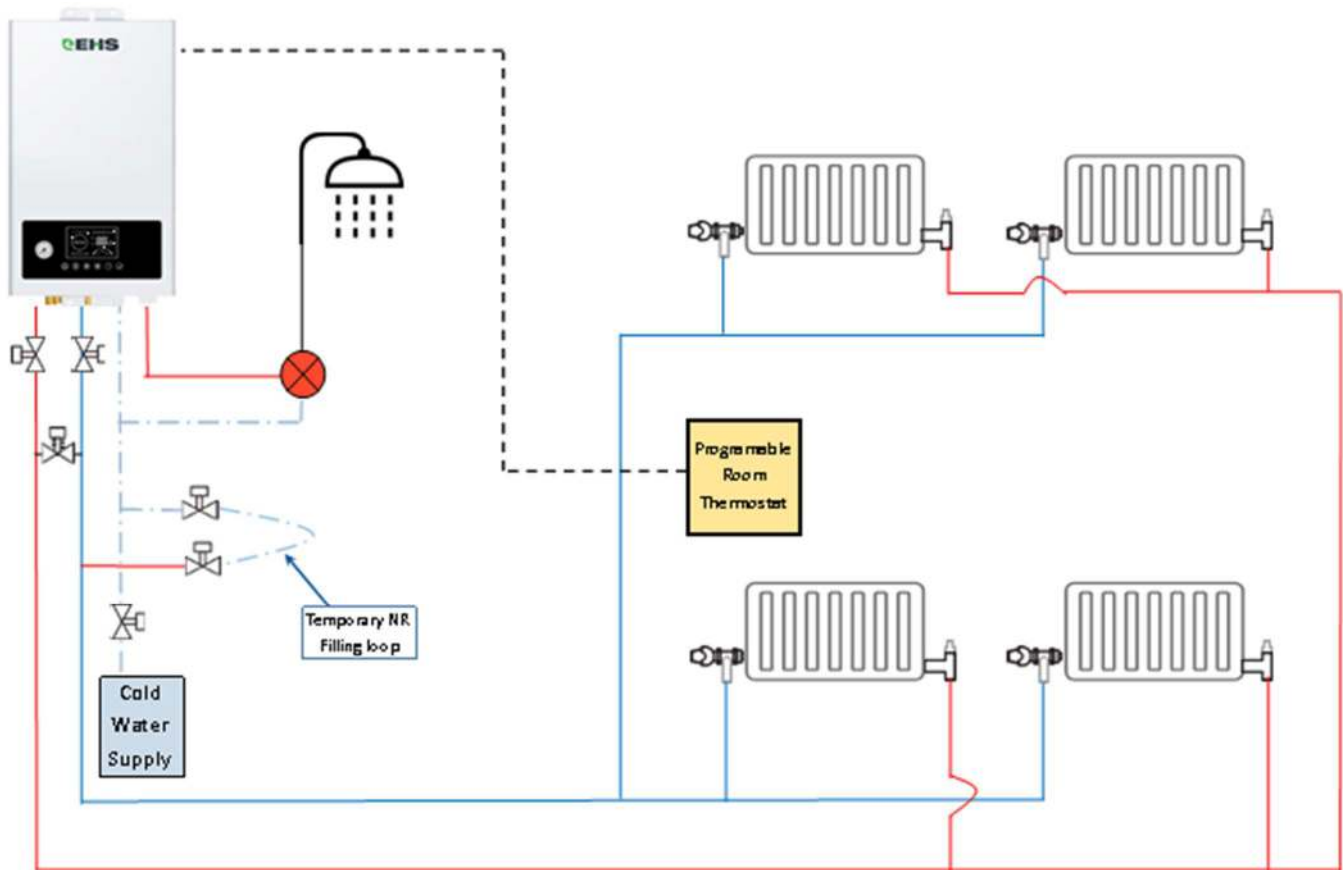 EHS
Programable
Room
Thermostat
Temporary NR
Filling loop
Cold
Water
Supply